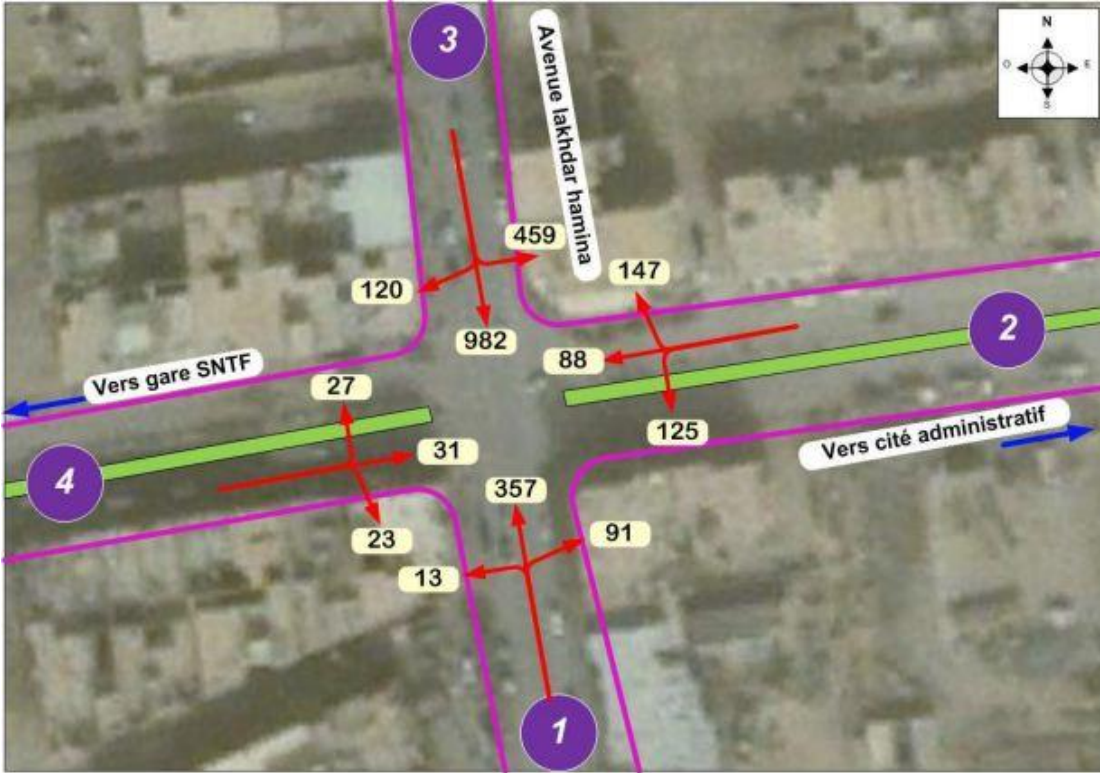 3
N
O
E
S
Avenue lakhdar hamina
459
147
120
982
88
2
Vers gare SNTF
27
125
Vers cité administratif
31
4
357
23
91
13
1